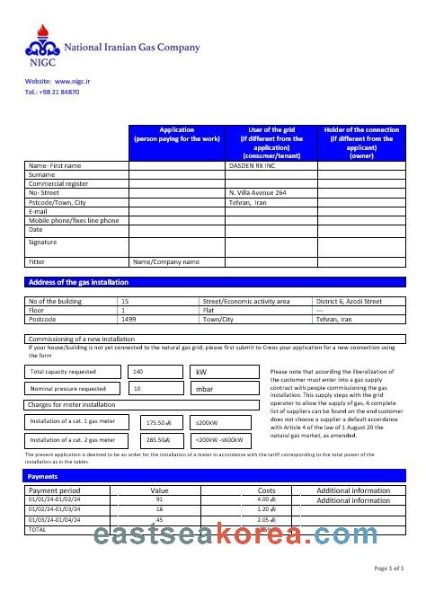 NIGC
National Iranian Gas Company
Website: www.nigc.ir
Tel.: +98 21 84870
Application
(person paying for the work)
User of the grid
(if different from the
application)
(consumer/tenant)
Holder of the connection
(if different from the
applicant)
(owner)
Name- First name
DASDEN RX INC
Surname
Commercial register
No- Street
N. Villa Avenue 264
Pstcode/Town, City
Tehran, Iran
E-mail
Mobile phone/fixes line phone
Date
Signature
Fitter
Name/Company name
Address of the gas installation
No of the building 15 Street/Economic activity area District 6, Azodi Street
Floor 1 Flat ---
Postcode 1499 Town/City Tehran, Iran
Commissioning of a new installation
If your house/building is not yet connected to the natural gas grid, please first submit to Creos your application for a new connection using
the form
Total capacity requested 140 kW
Nominal pressure requested 10 mbar
Charges for meter installation
Installation of a cat. 1 gas meter 175.50 ≤200kW
Installation of a cat. 2 gas meter 285.50 <200kW -≤600kW
Please note that according the liberalization of
the customer must enter into a gas supply
contract with people commissioning the gas
installation. This supply steps with the grid
operator to allow the supply of gas. A complete
list of suppliers can be found on the end customer
does not choose a supplier a default accordance
with Article 4 of the law of 1 August 20 the
natural gas market, as amended.
The present application is deemed to be an order for the installation of a meter in accordance with the tariff corresponding to the total power of the
installation as in the tables
Payments
Payment period Value Costs Additional information
01/01/24-01/02/24 91 4.00 Additional information
01/02/24-01/03/24 18 1.20
01/03/24-01/04/24 45 2.05
TOTAL
eastseakorea.com
Page 1 of 1